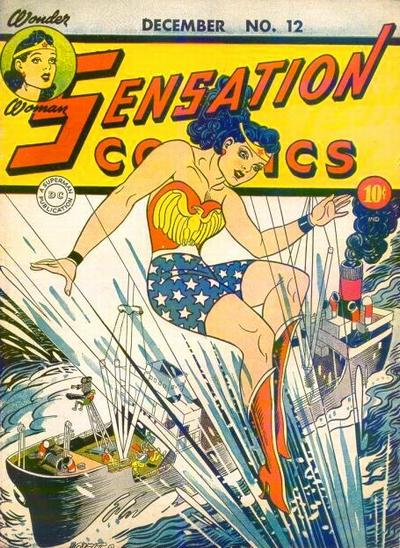 DECEMBER NO. 12
Wonder
Woman
SENSATION
COMICS
A SUPERMAN
DC
PUBLICATION
10¢
IND